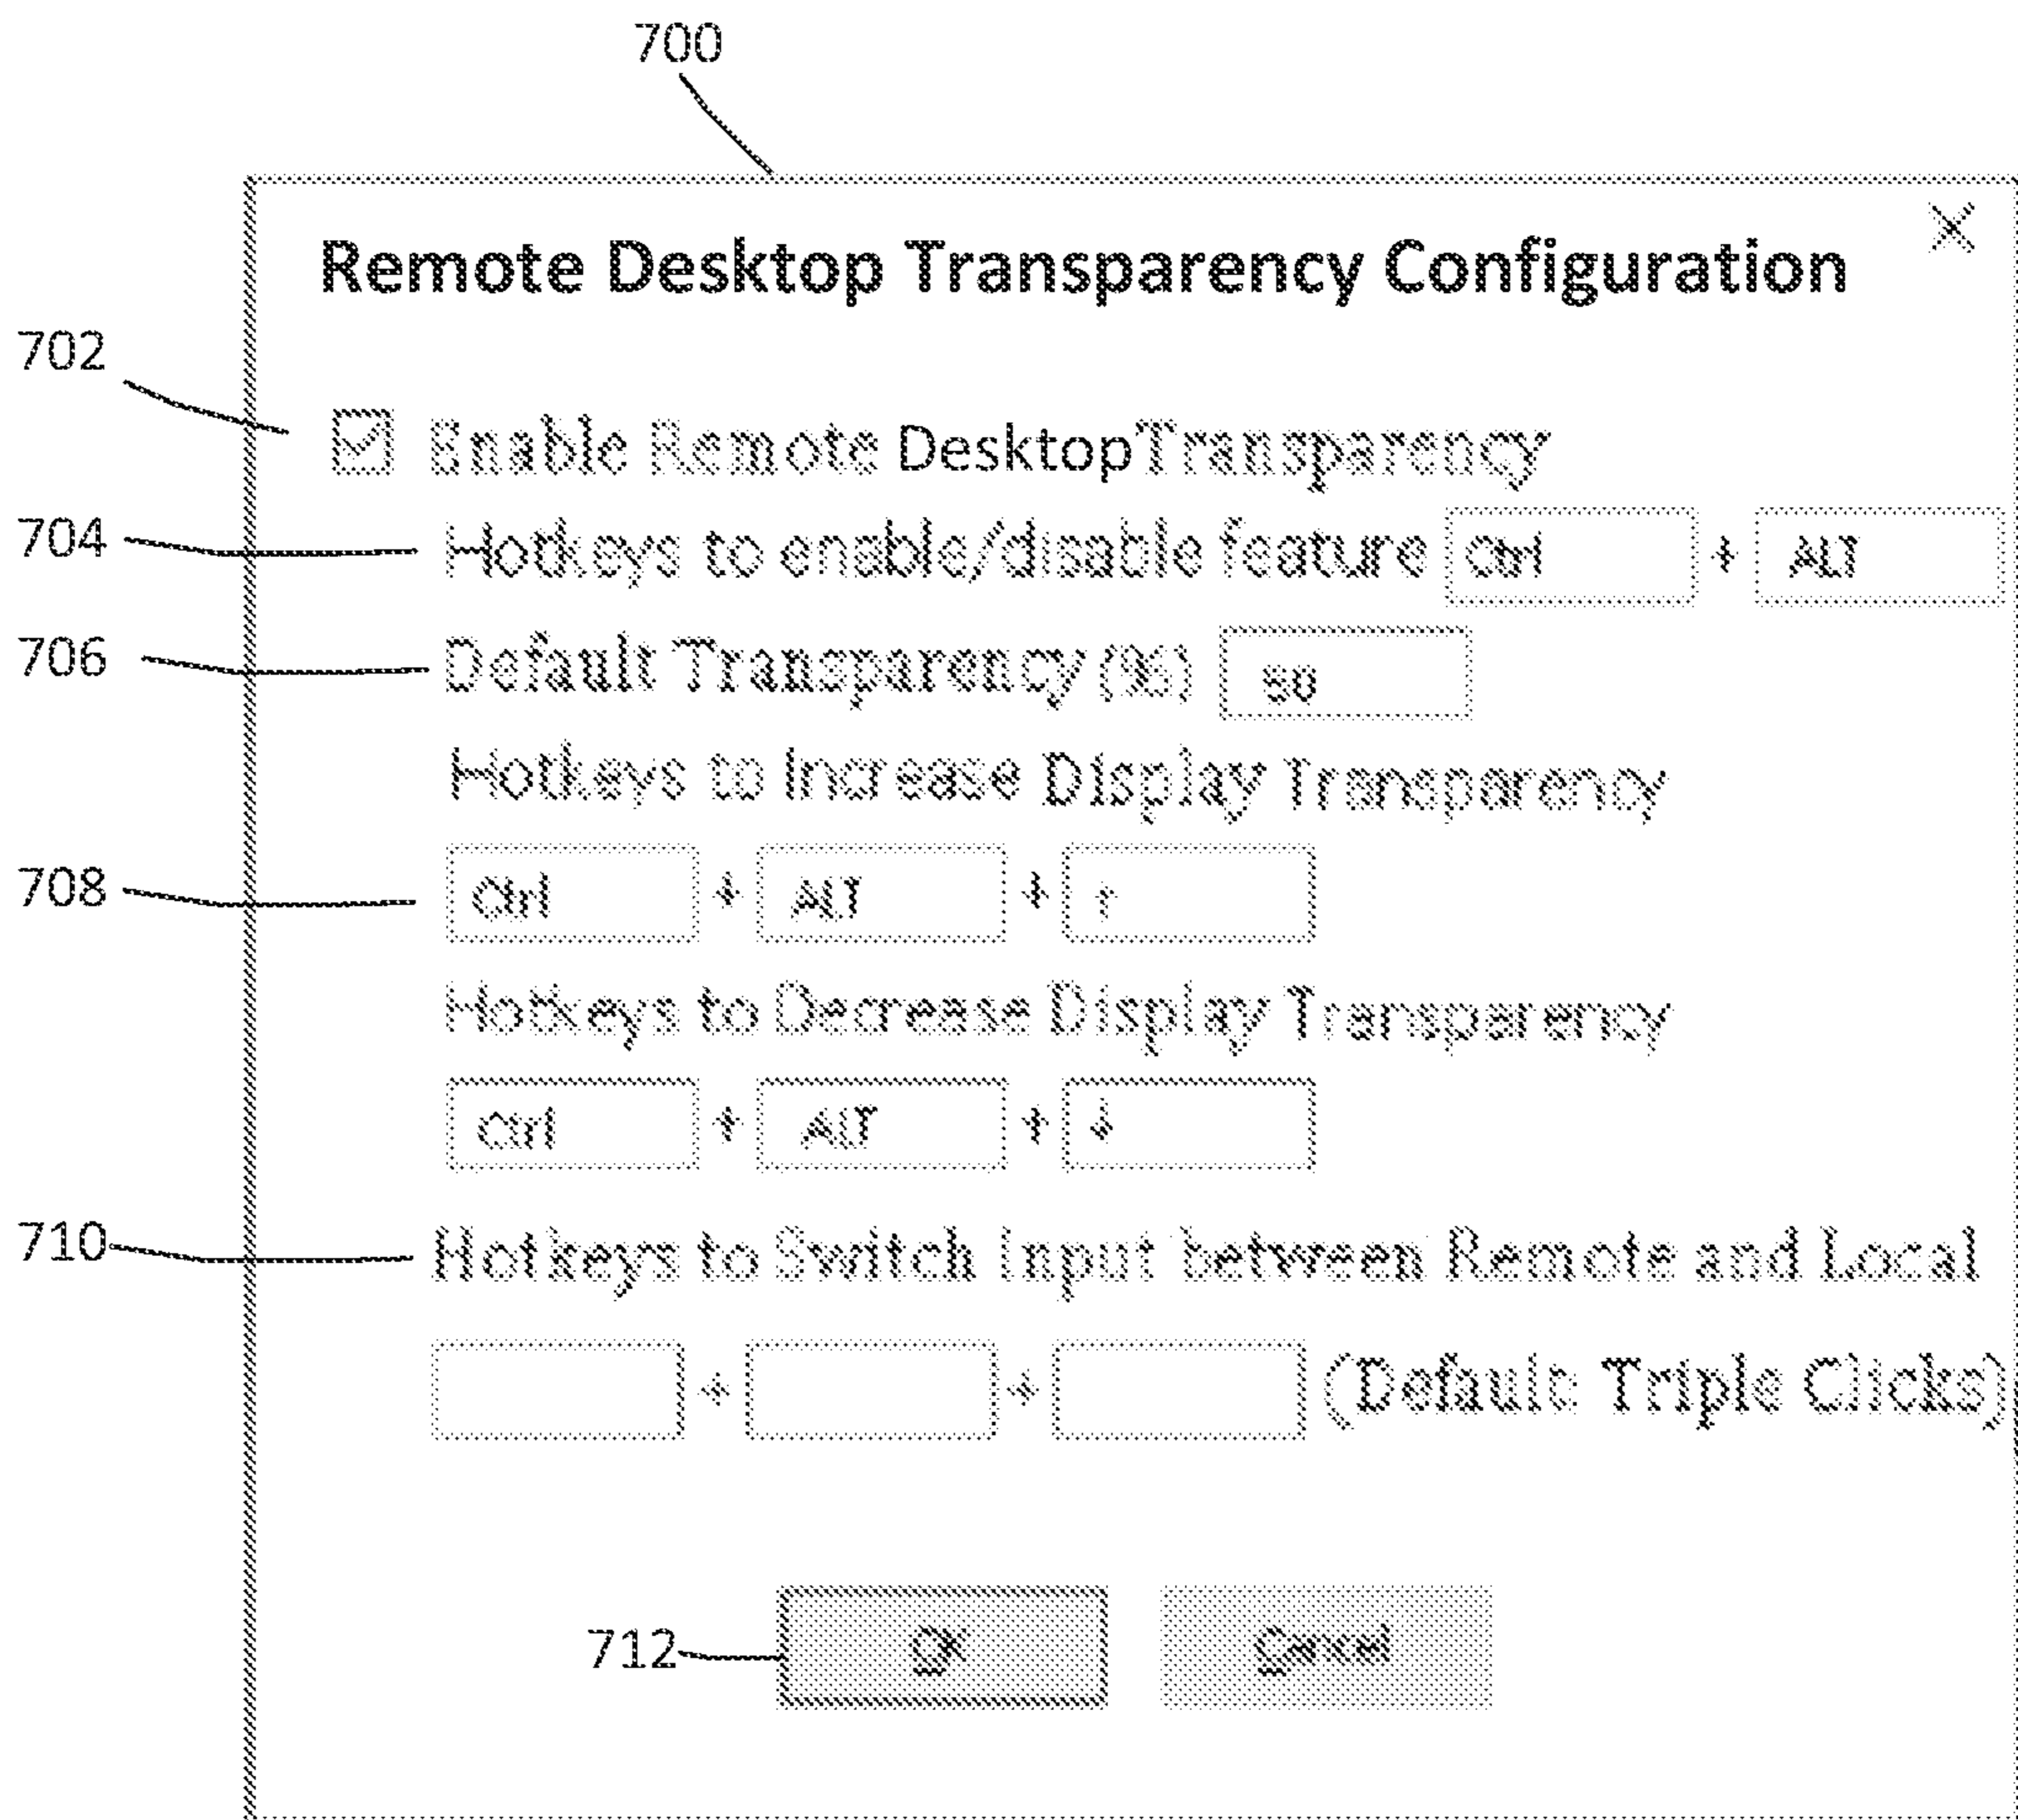 700
Remote Desktop Transparency Configuration
702
Enable Remote Desktop Transparency
704
Hotkeys to enable/disable feature Ctrl + ALT
706
Default Transparency (%)
Hotkeys to Increase Display Transparency
708
Ctrl + ALT + ↑
Hotkeys to Decrease Display Transparency
Ctrl + ALT + ↓
710
Hotkeys to Switch Input between Remote and Local
+ + (Default: Triple Clicks)
712
OK Cancel